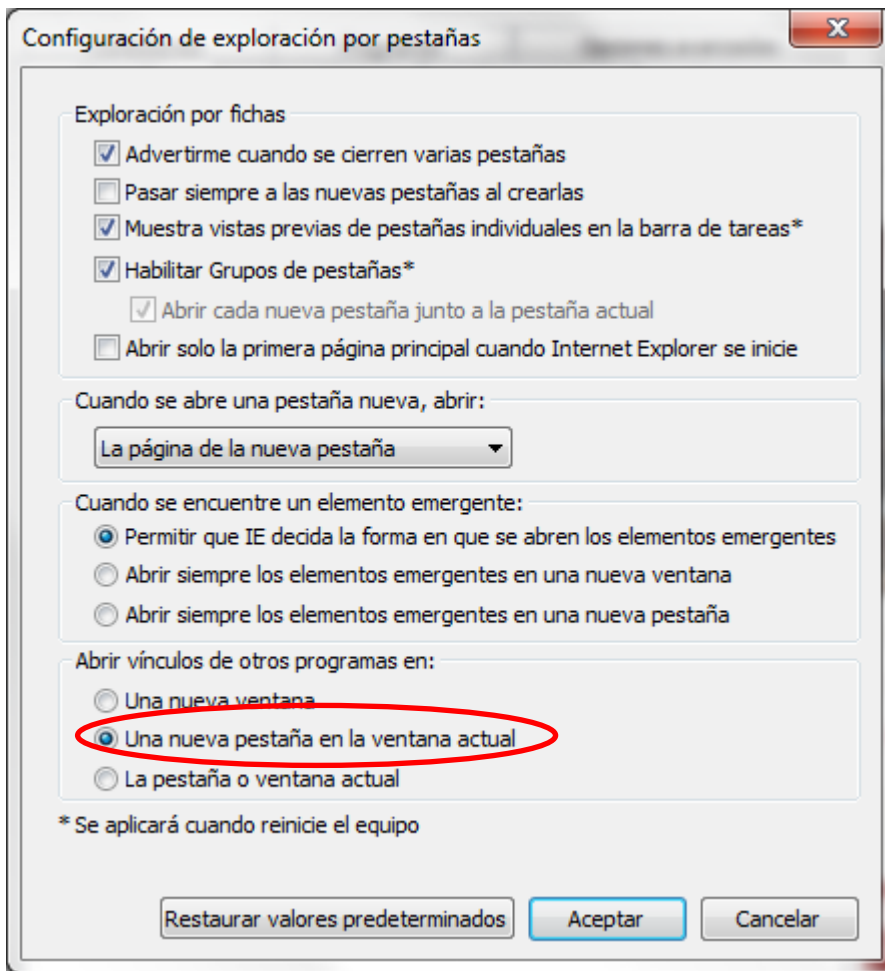 Configuración de exploración por pestañas
Exploración por fichas
Advertirme cuando se cierren varias pestañas
Pasar siempre a las nuevas pestañas al crearlas
Muestra vistas previas de pestañas individuales en la barra de tareas*
Habilitar Grupos de pestañas*
Abrir cada nueva pestaña junto a la pestaña actual
Abrir solo la primera página principal cuando Internet Explorer se inicie
Cuando se abre una pestaña nueva, abrir:
La página de la nueva pestaña
Cuando se encuentre un elemento emergente:
Permitir que IE decida la forma en que se abren los elementos emergentes
Abrir siempre los elementos emergentes en una nueva ventana
Abrir siempre los elementos emergentes en una nueva pestaña
Abrir vínculos de otros programas en:
Una nueva ventana
Una nueva pestaña en la ventana actual
La pestaña o ventana actual
* Se aplicará cuando reinicie el equipo
Restaurar valores predeterminados Aceptar Cancelar